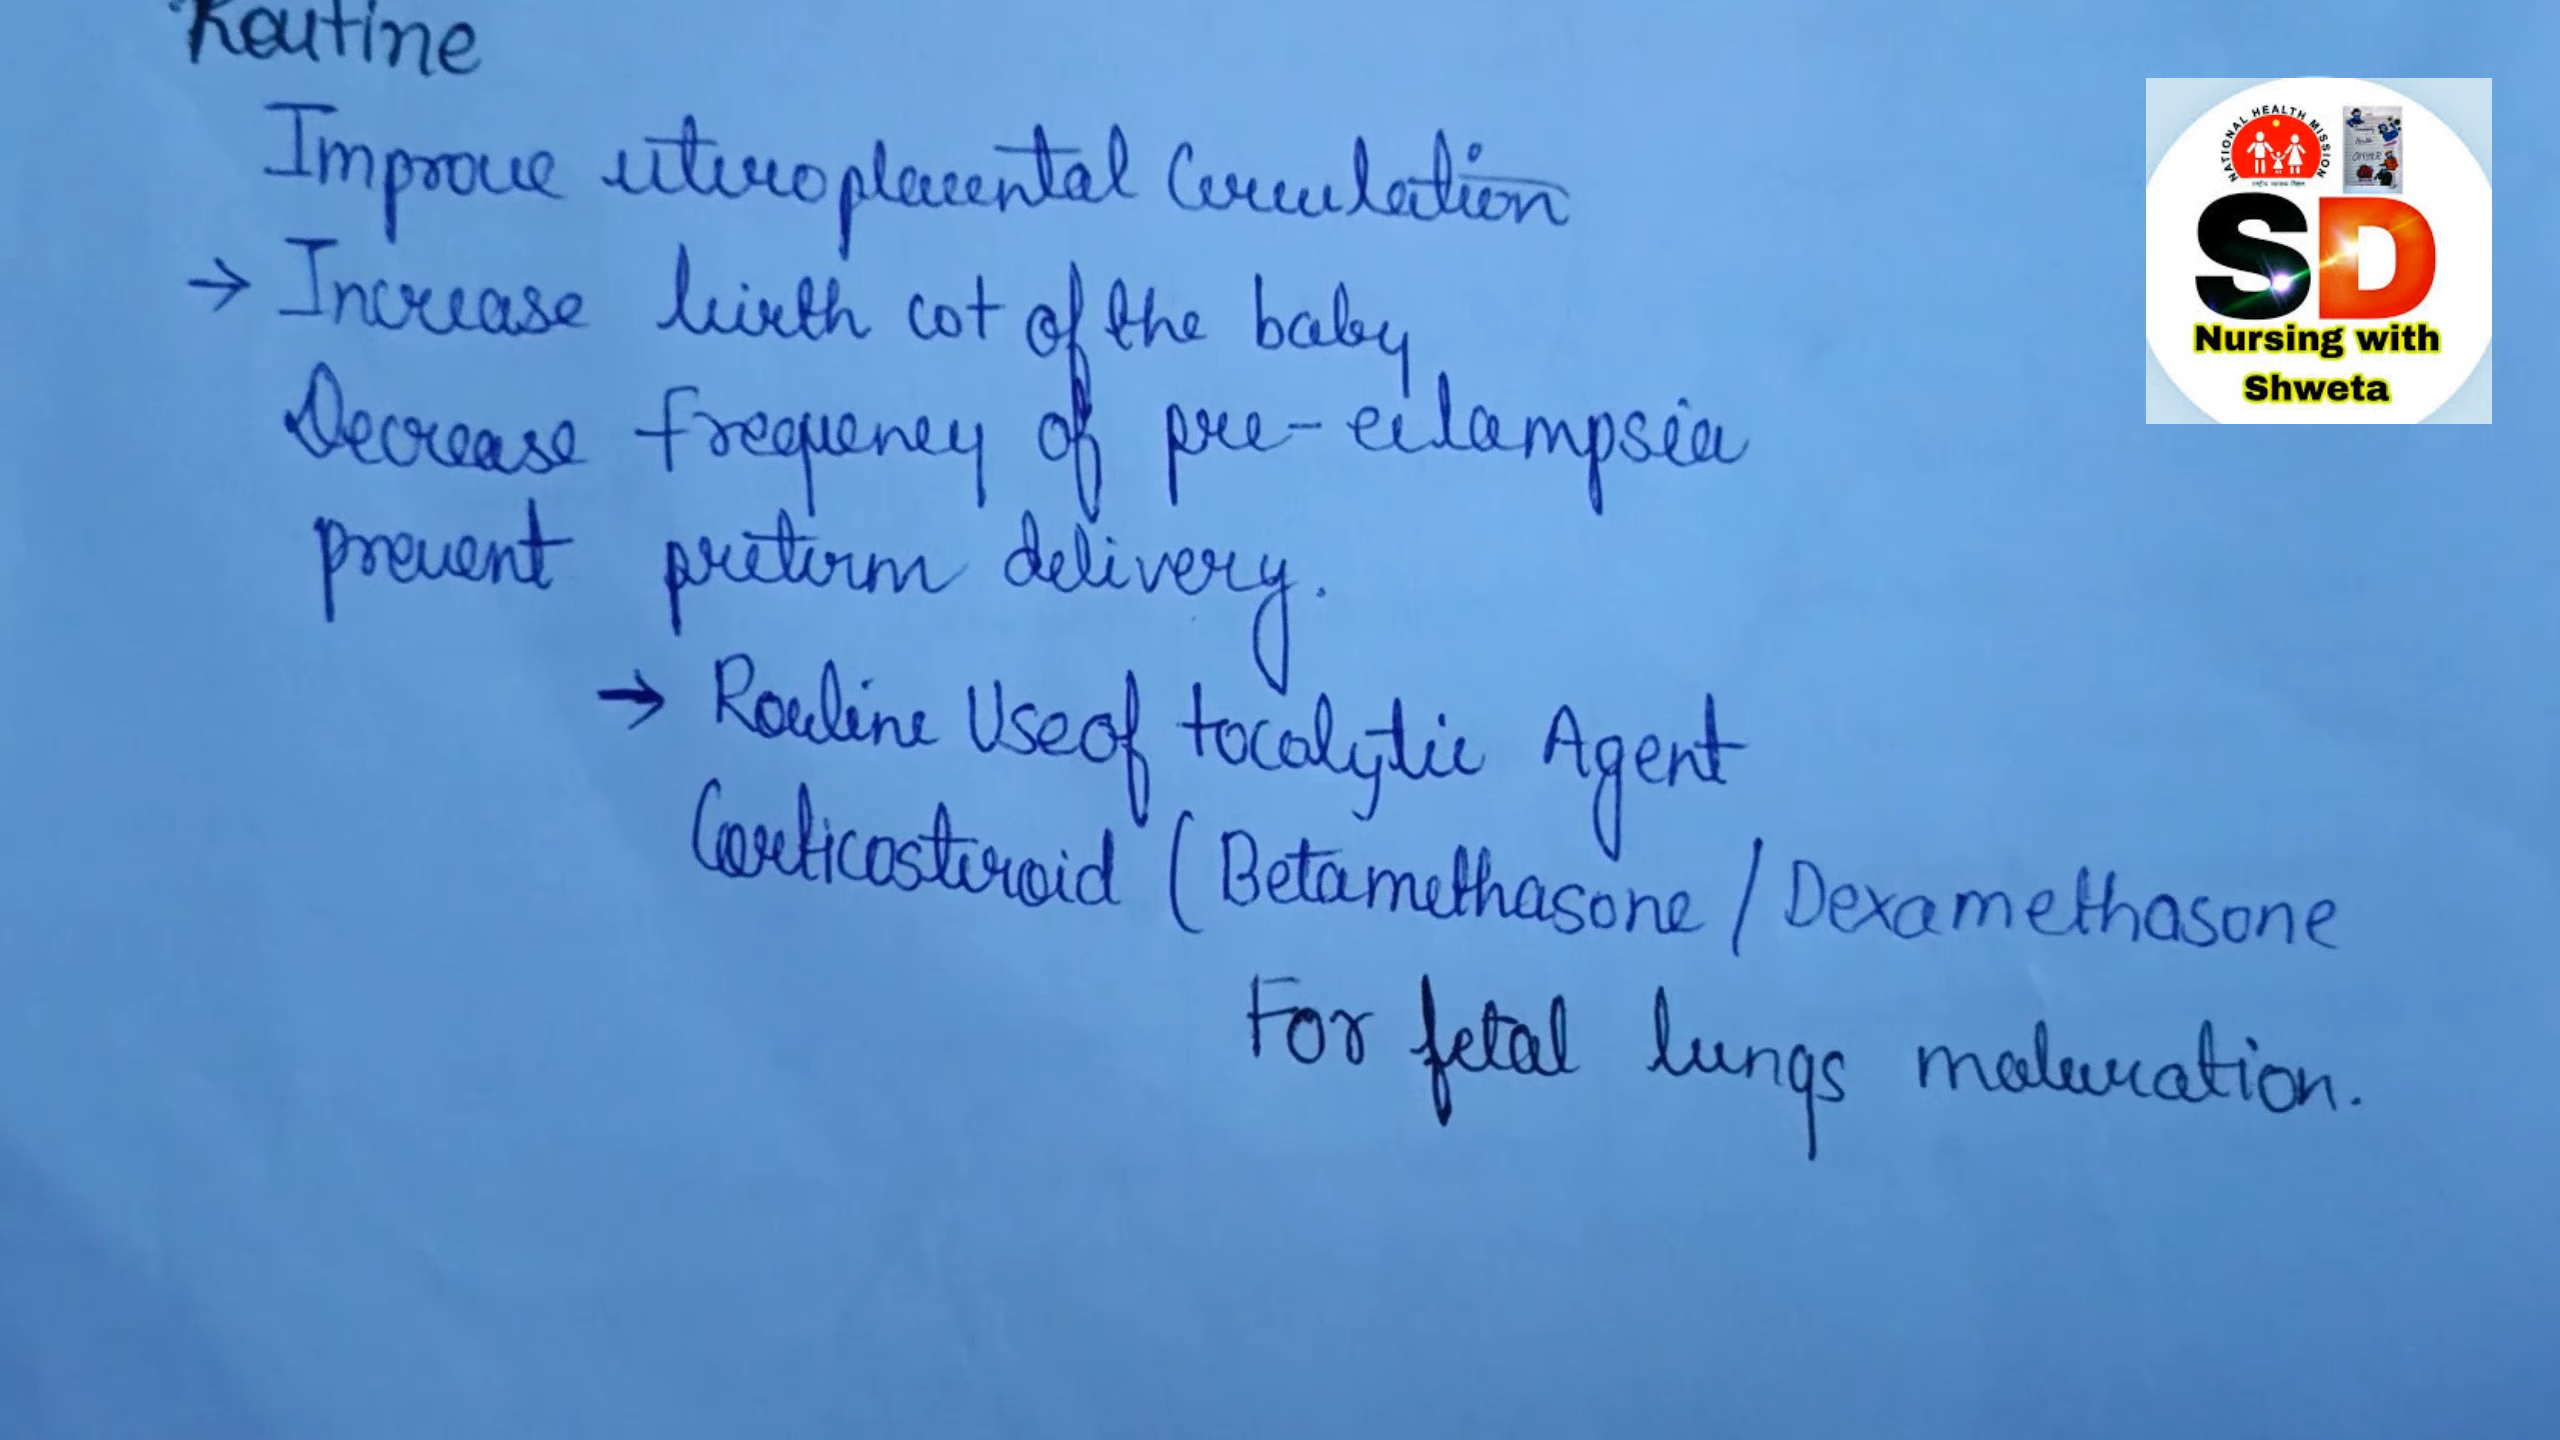 Routine
Improve uteroplacental Circulation
→ Increase birth cot of the baby
Decrease frequency of pre-eclampsia
prevent preterm delivery.
→ Routine Use of tocolytic Agent
Corticosteroid (Betamethasone / Dexamethasone
For fetal lungs maturation.
NATIONAL HEALTH MISSION
SD
Nursing with
Shweta